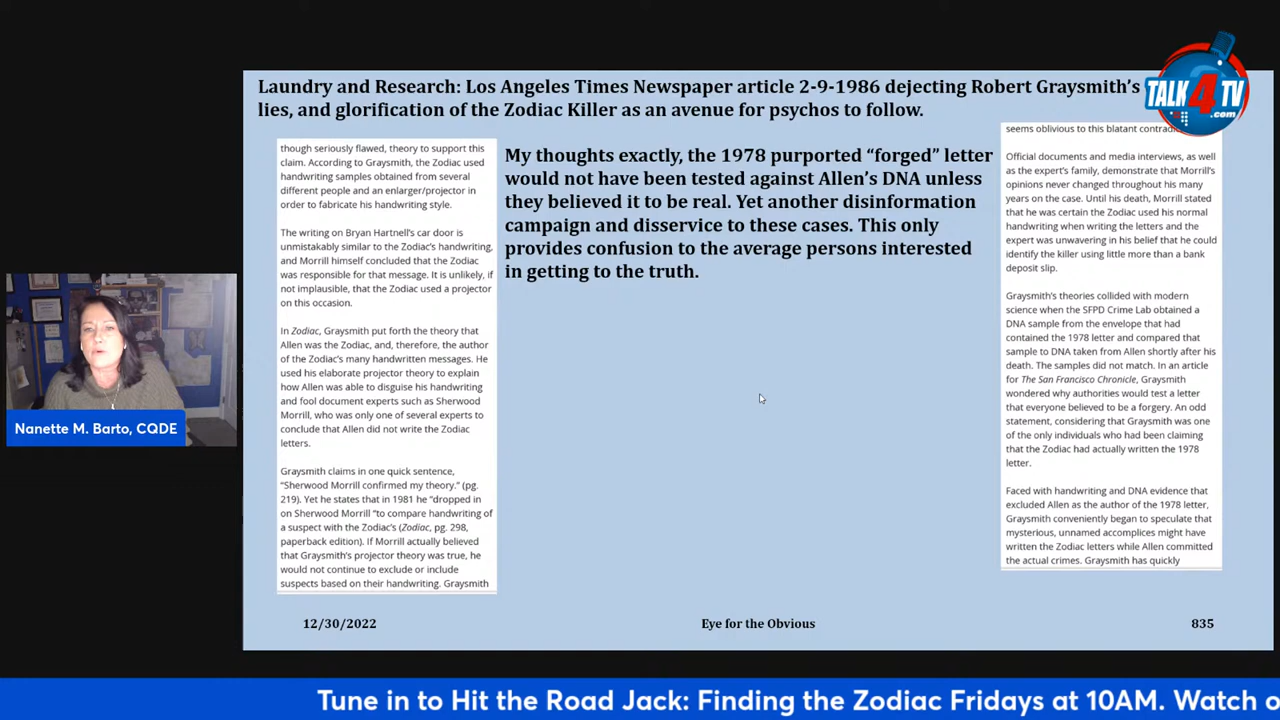 Laundry and Research: Los Angeles Times Newspaper article 2-9-1986 dejecting Robert Graysmith's
lies, and glorification of the Zodiac Killer as an avenue for psychos to follow.
TALK4TV
.com
though seriously flawed, theory to support this
claim. According to Graysmith, the Zodiac used
handwriting samples obtained from several
different people and an enlarger/projector in
order to fabricate his handwriting style.
The writing on Bryan Hartnell's car door is
unmistakably similar to the Zodiac's handwriting,
and Morrill himself concluded that the Zodiac
was responsible for that message. It is unlikely, if
not implausible, that the Zodiac used a projector
on this occasion.
In Zodiac, Graysmith put forth the theory that
Allen was the Zodiac, and, therefore, the author
of the Zodiac's many handwritten messages. He
used his elaborate projector theory to explain
how Allen was able to disguise his handwriting
and fool document experts such as Sherwood
Morrill, who was only one of several experts to
conclude that Allen did not write the Zodiac
letters.
Graysmith claims in one quick sentence,
"Sherwood Morrill confirmed my theory." (pg.
219). Yet he states that in 1981 he "dropped in
on Sherwood Morrill "to compare handwriting of
a suspect with the Zodiac's (Zodiac, pg. 298,
paperback edition). If Morrill actually believed
that Graysmith's projector theory was true, he
would not continue to exclude or include
suspects based on their handwriting. Graysmith
My thoughts exactly, the 1978 purported “forged” letter
would not have been tested against Allen's DNA unless
they believed it to be real. Yet another disinformation
campaign and disservice to these cases. This only
provides confusion to the average persons interested
in getting to the truth.
seems oblivious to this blatant
Official documents and media interviews, as well
as the expert's family, demonstrate that Morrill's
opinions never changed throughout his many
years on the case. Until his death, Morrill stated
that he was certain the Zodiac used his normal
handwriting when writing the letters and the
expert was unwavering in his belief that he could
identify the killer using little more than a bank
deposit slip.
Graysmith's theories collided with modern
science when the SFPD Crime Lab obtained a
DNA sample from the envelope that had
contained the 1978 letter and compared that
sample to DNA taken from Allen shortly after his
death. The samples did not match. In an article
for The San Francisco Chronicle, Graysmith
wondered why authorities would test a letter
that everyone believed to be a forgery. An odd
statement, considering that Graysmith was one
of the only individuals who had been claiming
that the Zodiac had actually written the 1978
letter.
Faced with handwriting and DNA evidence that
excluded Allen as the author of the 1978 letter,
Graysmith conveniently began to speculate that
mysterious, unnamed accomplices might have
written the Zodiac letters while Allen committed
the actual crimes. Graysmith has quickly
Nanette M. Barto, CQDE
12/30/2022
Eye for the Obvious
835
Tune in to Hit the Road Jack: Finding the Zodiac Fridays at 10AM. Watch